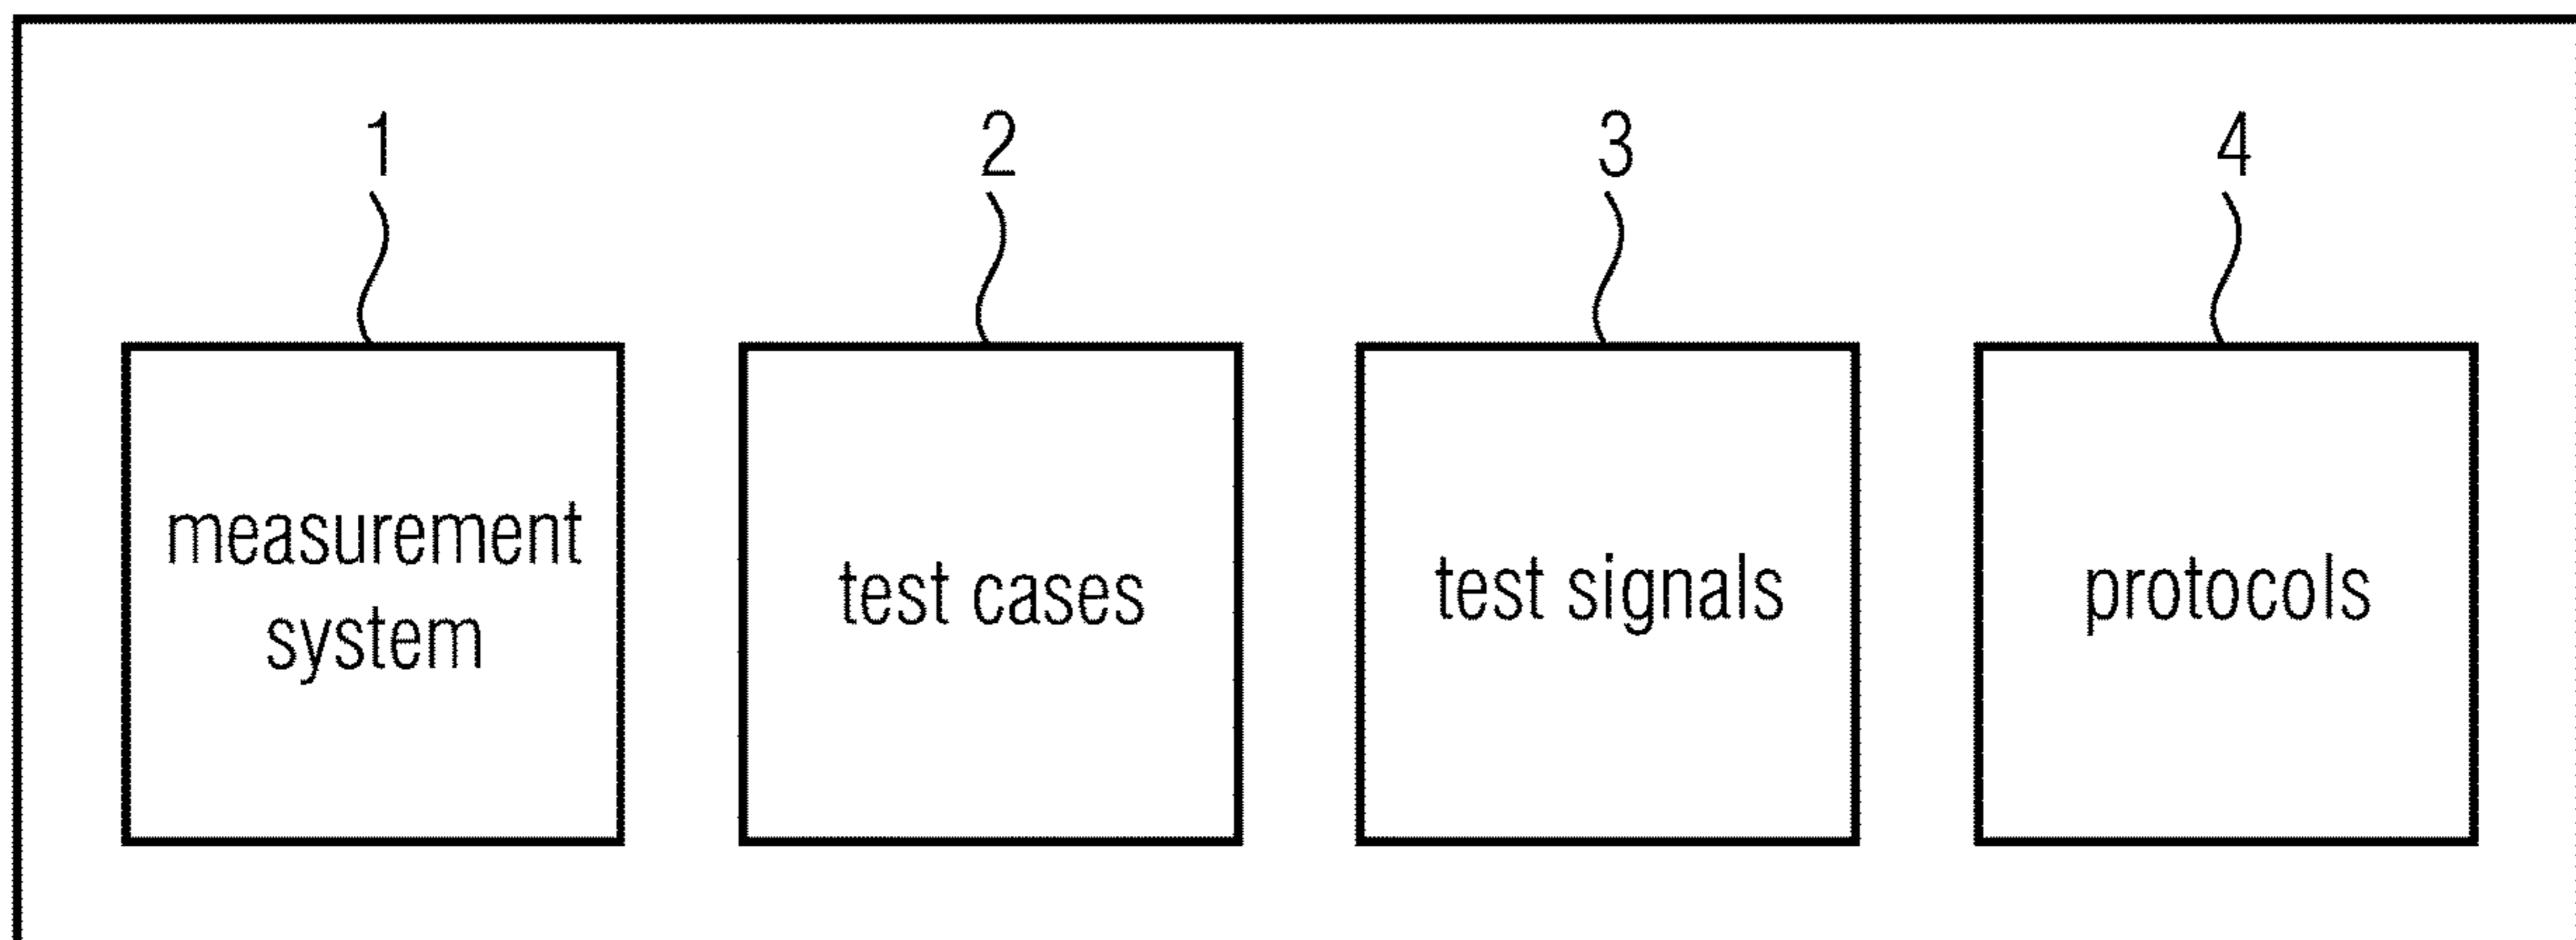 1
2
3
4
measurement
system
test cases
test signals
protocols